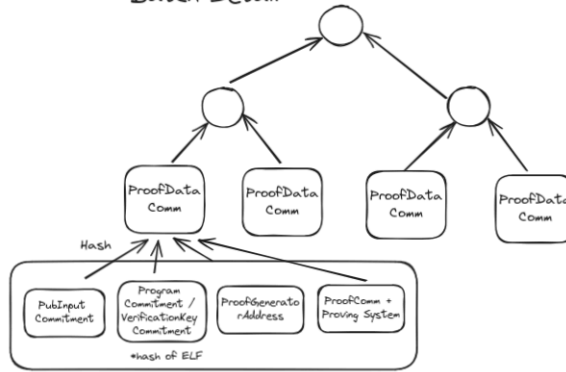 ProofData
Comm
ProofData
Comm
ProofData
Comm
ProofData
Comm
Hash
PubInput
Commitment
Program
Commitment /
VerificationKey
Commitment
ProofGenerato
rAddress
ProofComm +
Proving System
*hash of ELF